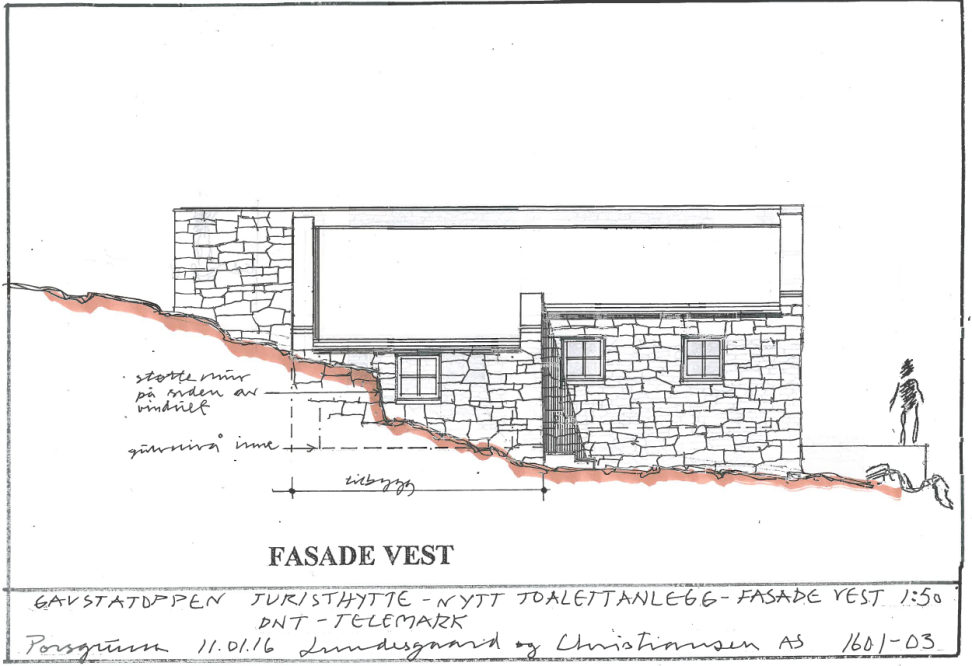 støttemur
på siden av
vinduet
gulvnivå inne
tilbygg
FASADE VEST
GAUSTATOPPEN TURISTHYTTE - NYTT TOALETTANLEGG - FASADE VEST 1:50
DNT - TELEMARK
Porsgrunn 11.01.16 Lundesgaard og Christiansen AS 1601-03